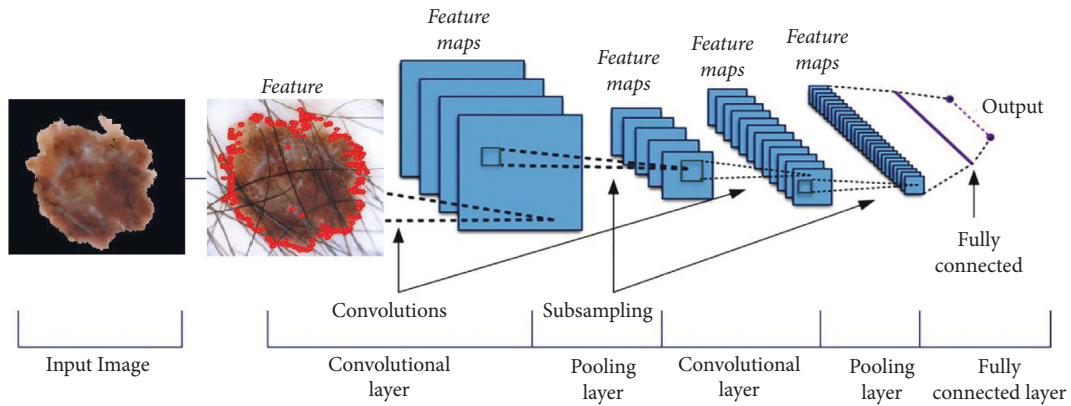 Feature
maps
Feature
Feature
maps
Feature
maps
Feature
maps
Output
Fully
connected
Convolutions
Subsampling
Input Image
Convolutional
layer
Pooling
layer
Convolutional
layer
Pooling
layer
Fully
connected layer